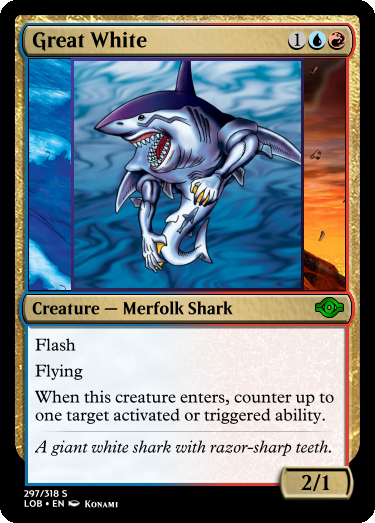 Great White 1
Creature — Merfolk Shark
Flash
Flying
When this creature enters, counter up to
one target activated or triggered ability.
A giant white shark with razor-sharp teeth.
2/1
297/318 S
LOB • EN Konami